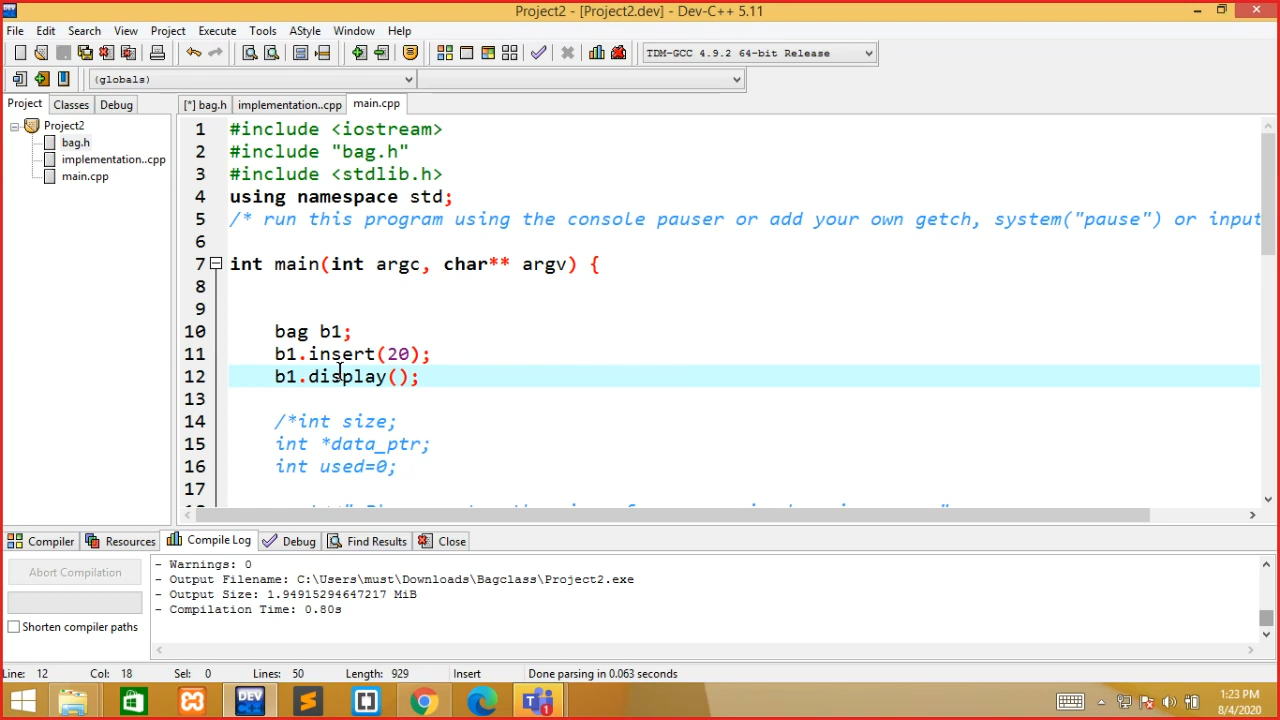 Project2 - [Project2.dev] - Dev-C++ 5.11
File Edit Search View Project Execute Tools AStyle Window Help
TDM-GCC 4.9.2 64-bit Release
(globals)
Project Classes Debug
[*] bag.h implementation..cpp main.cpp
Project2
bag.h
implementation..cpp
main.cpp
1 #include <iostream>
2 #include "bag.h"
3 #include <stdlib.h>
4 using namespace std;
5 /* run this program using the console pauser or add your own getch, system("pause") or input
6
7 int main(int argc, char** argv) {
8
9
10 bag b1;
11 b1.insert(20);
12 b1.display();
13
14 /*int size;
15 int *data_ptr;
16 int used=0;
17
Compiler Resources Compile Log Debug Find Results Close
Abort Compilation
Shorten compiler paths
- Warnings: 0
- Output Filename: C:\Users\must\Downloads\Bagclass\Project2.exe
- Output Size: 1.94915294647217 MiB
- Compilation Time: 0.80s
Line: 12 Col: 18 Sel: 0 Lines: 50 Length: 929 Insert Done parsing in 0.063 seconds
DEV
1
1:23 PM
8/4/2020